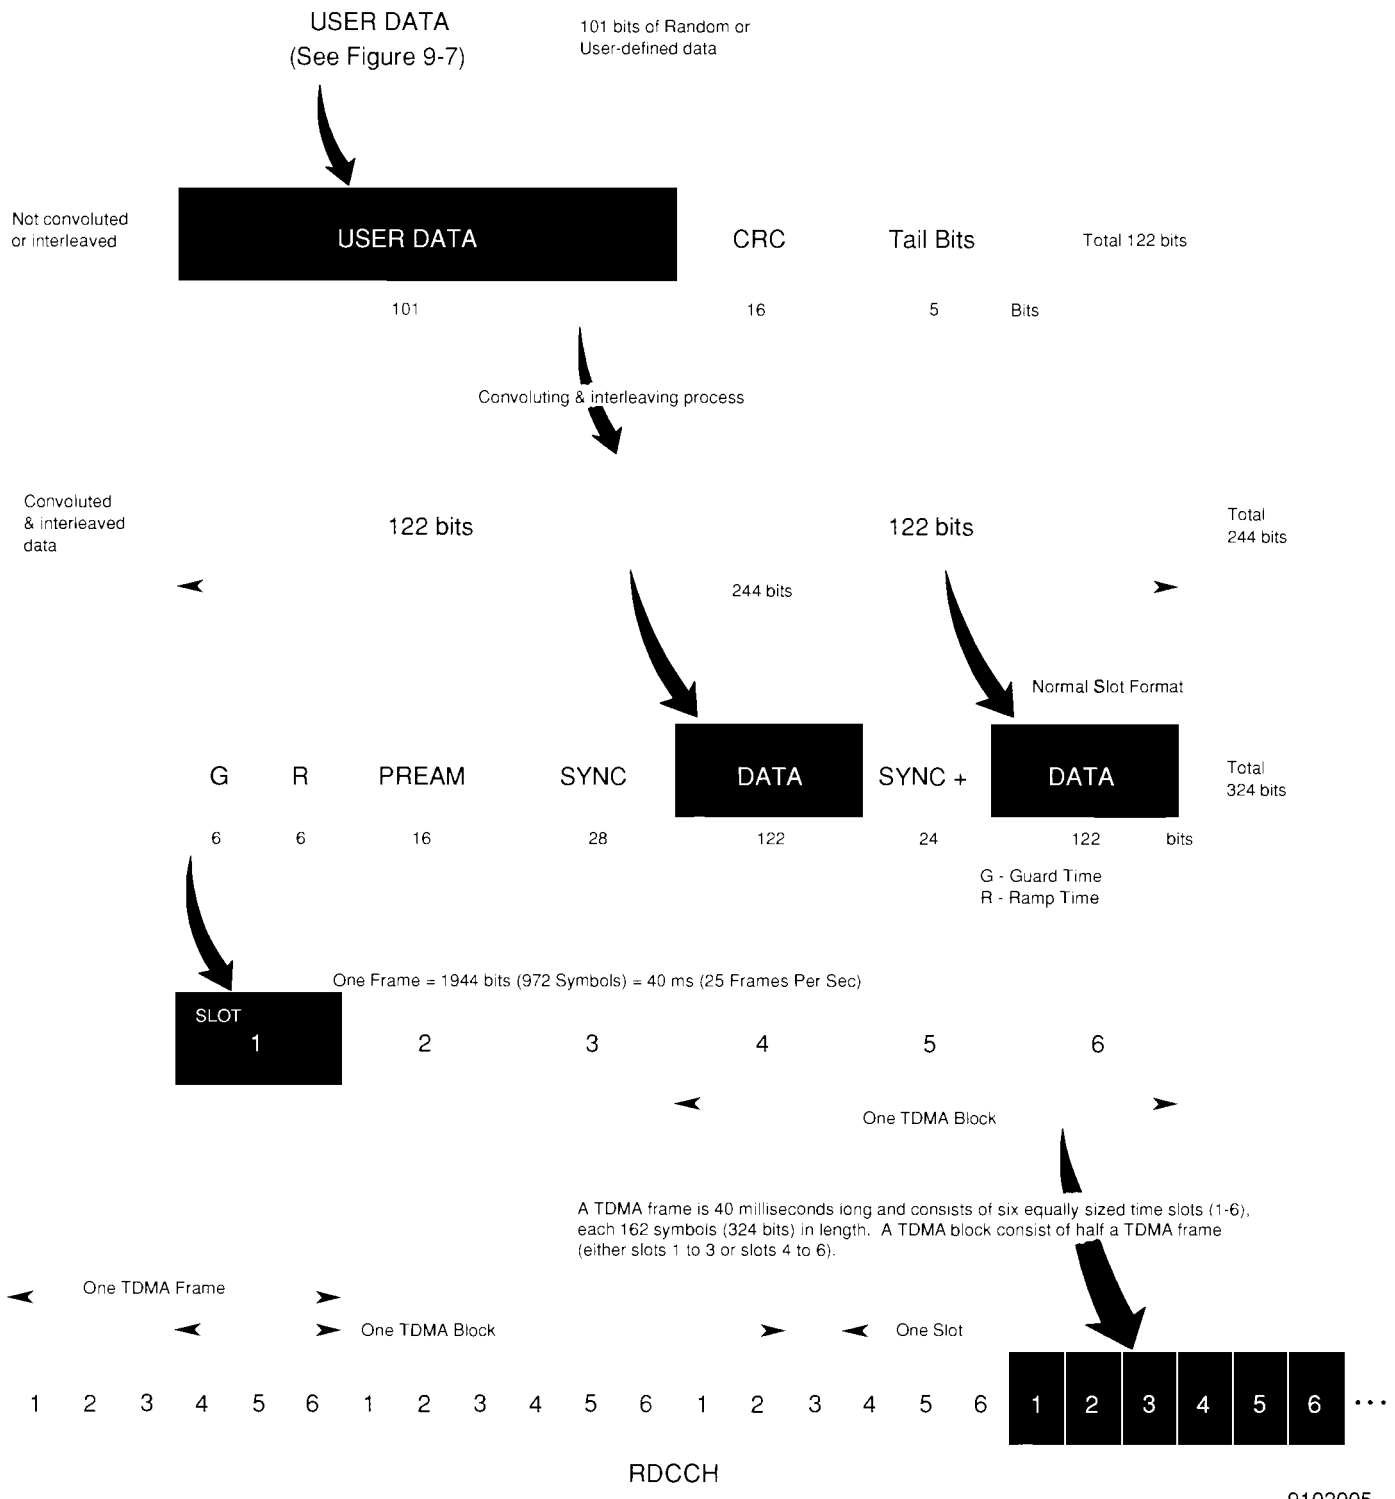 USER DATA
(See Figure 9-7)
101 bits of Random or
User-defined data
Not convoluted
or interleaved
USER DATA CRC Tail Bits Total 122 bits
101 16 5 Bits
Convoluting & interleaving process
Convoluted
& interleaved
data
122 bits 122 bits
Total
244 bits
244 bits
Normal Slot Format
G R PREAM SYNC DATA SYNC + DATA
Total
324 bits
6 6 16 28 122 24 122 bits
G - Guard Time
R - Ramp Time
One Frame = 1944 bits (972 Symbols) = 40 ms (25 Frames Per Sec)
SLOT
1 2 3 4 5 6
One TDMA Block
A TDMA frame is 40 milliseconds long and consists of six equally sized time slots (1-6),
each 162 symbols (324 bits) in length. A TDMA block consist of half a TDMA frame
(either slots 1 to 3 or slots 4 to 6).
One TDMA Frame
One TDMA Block One Slot
1 2 3 4 5 6 1 2 3 4 5 6 1 2 3 4 5 6 1 2 3 4 5 6 ...
RDCCH